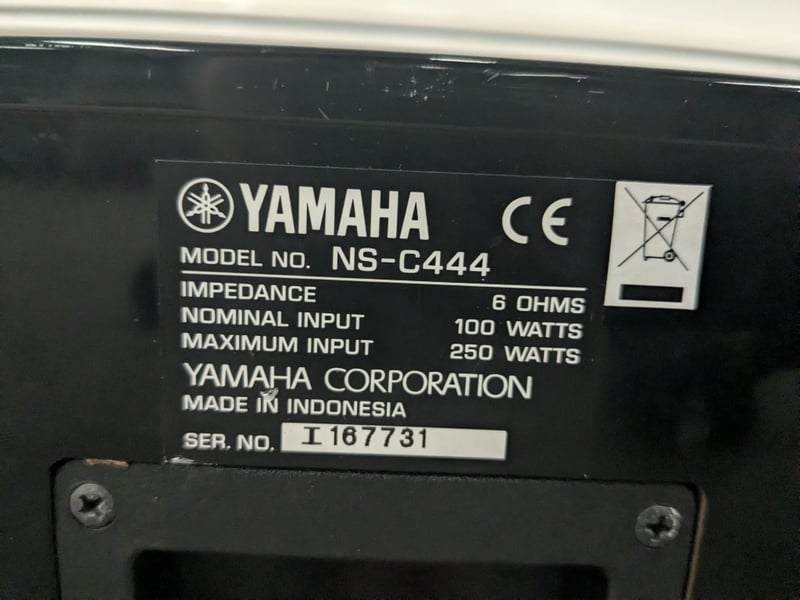 YAMAHA CE
MODEL NO. NS-C444
IMPEDANCE 6 OHMS
NOMINAL INPUT 100 WATTS
MAXIMUM INPUT 250 WATTS
YAMAHA CORPORATION
MADE IN INDONESIA
SER. NO. I 167731